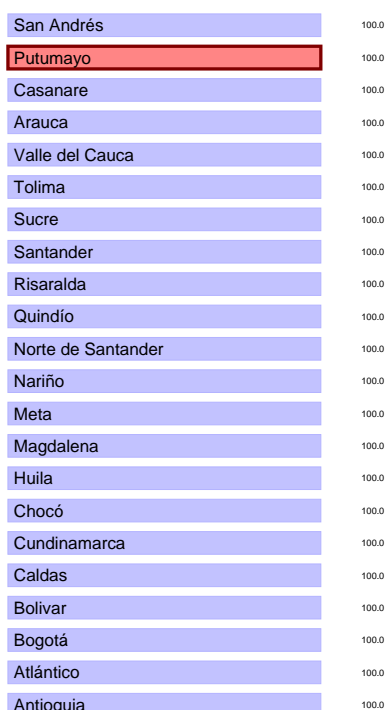 San Andrés 100.0
Putumayo 100.0
Casanare 100.0
Arauca 100.0
Valle del Cauca 100.0
Tolima 100.0
Sucre 100.0
Santander 100.0
Risaralda 100.0
Quindío 100.0
Norte de Santander 100.0
Nariño 100.0
Meta 100.0
Magdalena 100.0
Huila 100.0
Chocó 100.0
Cundinamarca 100.0
Caldas 100.0
Bolivar 100.0
Bogotá 100.0
Atlántico 100.0
Antioquia 100.0